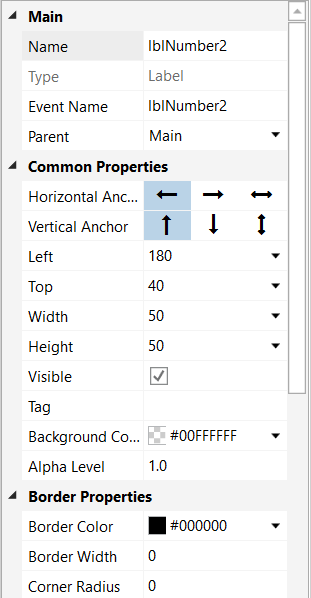 Main
Name lblNumber2
Type Label
Event Name lblNumber2
Parent Main
Common Properties
Horizontal Anc...
Vertical Anchor
Left 180
Top 40
Width 50
Height 50
Visible
Tag
Background Co... #00FFFFFF
Alpha Level 1.0
Border Properties
Border Color #000000
Border Width 0
Corner Radius 0